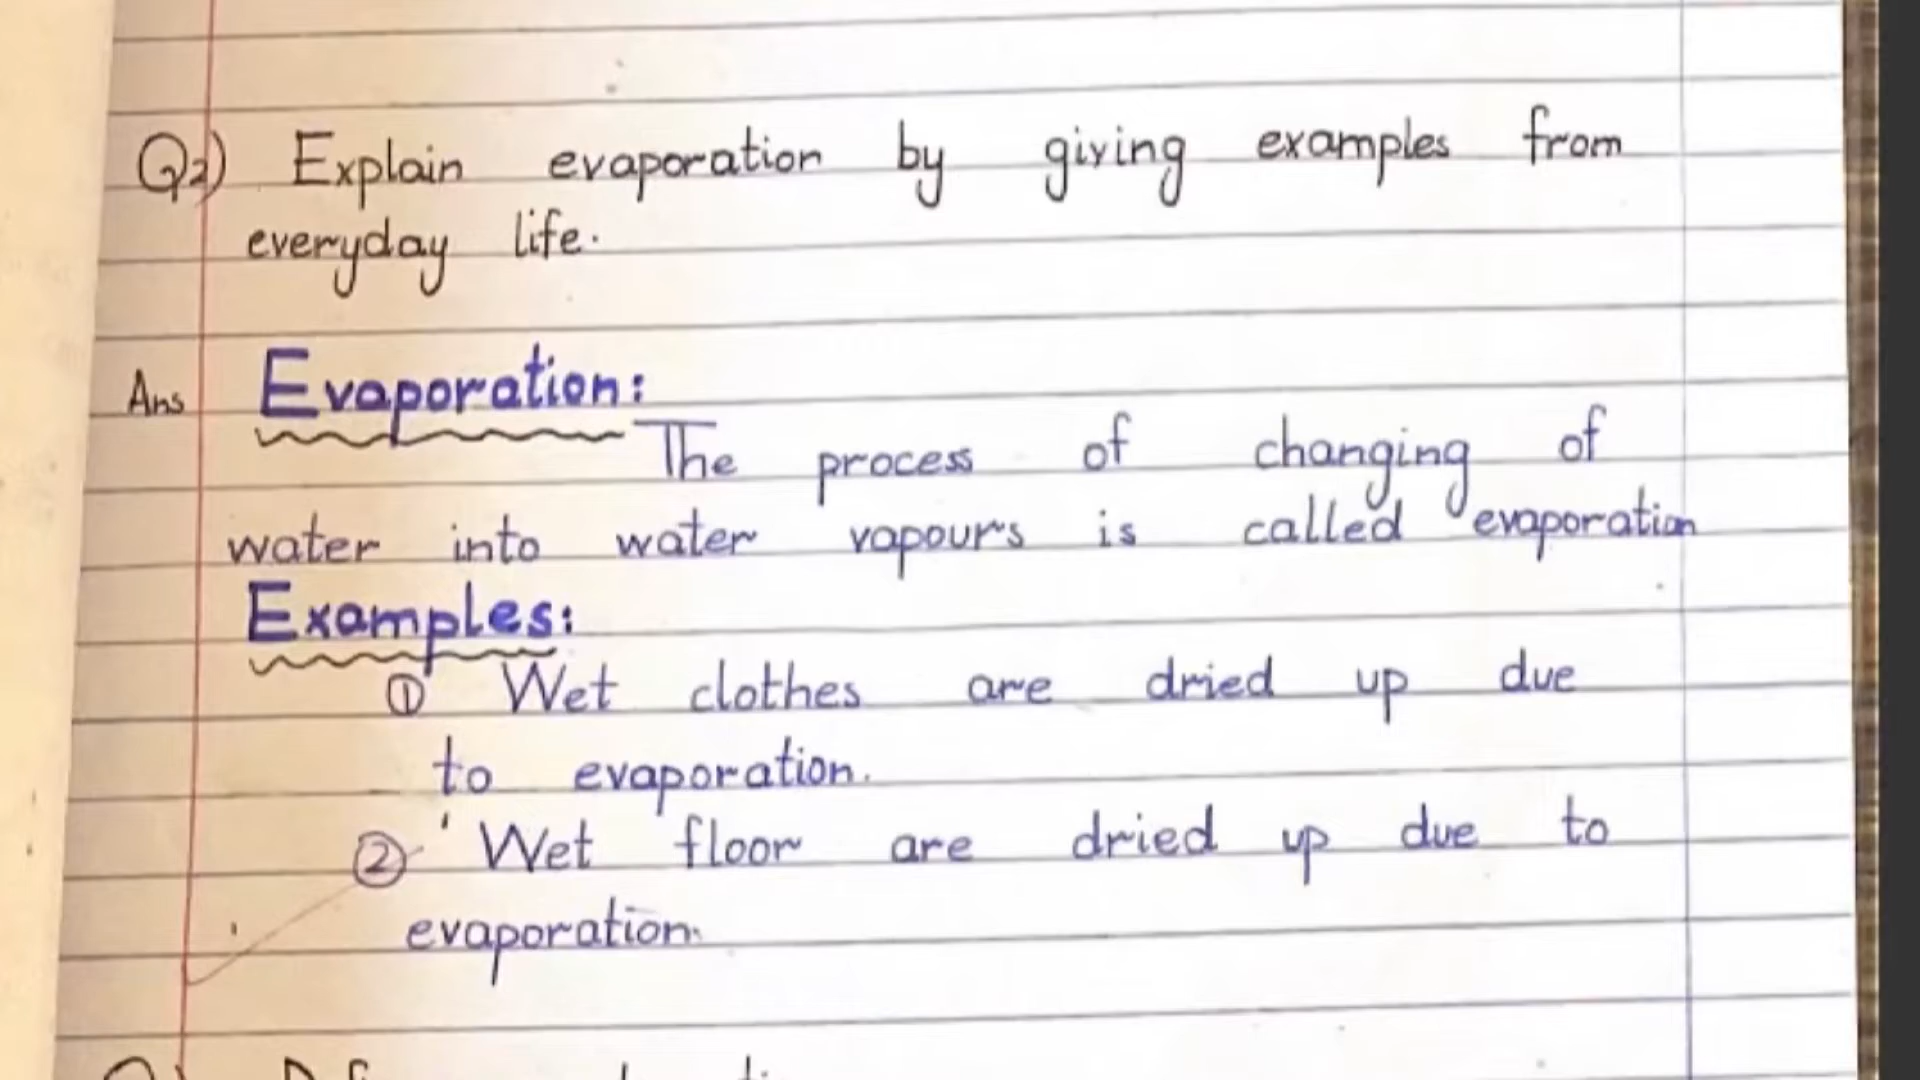 Q2) Explain evaporation by giving examples from
everyday life.
Ans Evaporation:
The process of changing of
water into water vapours is called evaporation
Examples:
① Wet clothes are dried up due
to evaporation.
② Wet floor are dried up due to
evaporation.